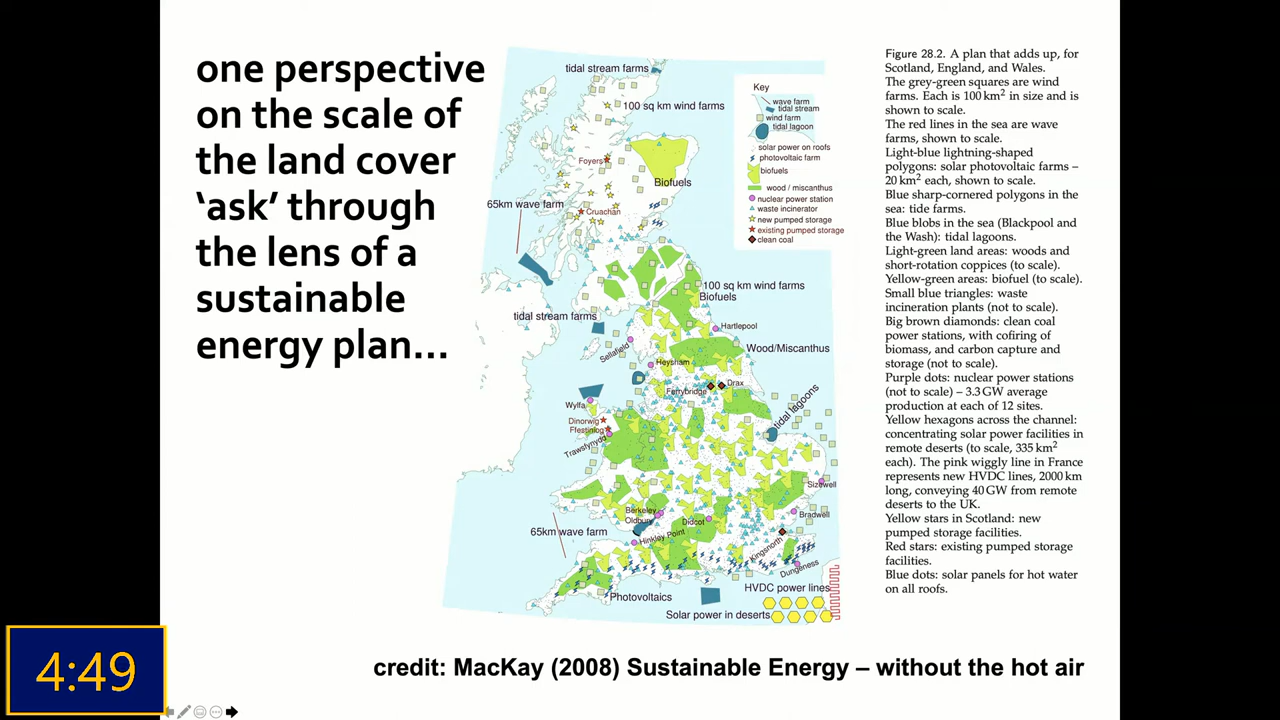 one perspective
on the scale of
the land cover
‘ask’ through
the lens of a
sustainable
energy plan...
tidal stream farms
100 sq km wind farms
Foyers
Biofuels
65km wave farm
Cruachan
100 sq km wind farms
Biofuels
tidal stream farms
Hartlepool
Sellafield
Wood/Miscanthus
Heysham
Ferrybridge
Drax
Wylfa
tidal lagoons
Dinorwig
Ffestiniog
Trawsfynydd
Sizewell
Berkeley
Oldbury
Didcot
Bradwell
65km wave farm
Hinkley Point
Kingsnorth
Dungeness
HVDC power lines
Photovoltaics
Solar power in deserts
Key
wave farm
tidal stream
wind farm
tidal lagoon
solar power on roofs
photovoltaic farm
biofuels
wood / miscanthus
nuclear power station
waste incinerator
new pumped storage
existing pumped storage
clean coal
Figure 28.2. A plan that adds up, for
Scotland, England, and Wales.
The grey-green squares are wind
farms. Each is 100 km² in size and is
shown to scale.
The red lines in the sea are wave
farms, shown to scale.
Light-blue lightning-shaped
polygons: solar photovoltaic farms –
20 km² each, shown to scale.
Blue sharp-cornered polygons in the
sea: tide farms.
Blue blobs in the sea (Blackpool and
the Wash): tidal lagoons.
Light-green land areas: woods and
short-rotation coppices (to scale).
Yellow-green areas: biofuel (to scale).
Small blue triangles: waste
incineration plants (not to scale).
Big brown diamonds: clean coal
power stations, with cofiring of
biomass, and carbon capture and
storage (not to scale).
Purple dots: nuclear power stations
(not to scale) – 3.3 GW average
production at each of 12 sites.
Yellow hexagons across the channel:
concentrating solar power facilities in
remote deserts (to scale, 335 km²
each). The pink wiggly line in France
represents new HVDC lines, 2000 km
long, conveying 40 GW from remote
deserts to the UK.
Yellow stars in Scotland: new
pumped storage facilities.
Red stars: existing pumped storage
facilities.
Blue dots: solar panels for hot water
on all roofs.
4:49
credit: MacKay (2008) Sustainable Energy – without the hot air